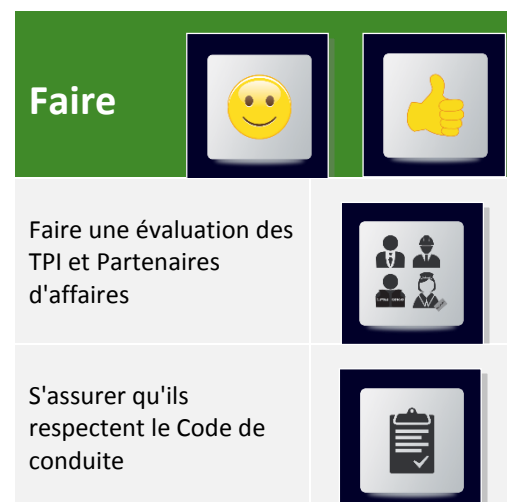 Faire
Faire une évaluation des
TPI et Partenaires
d'affaires
S'assurer qu'ils
respectent le Code de
conduite